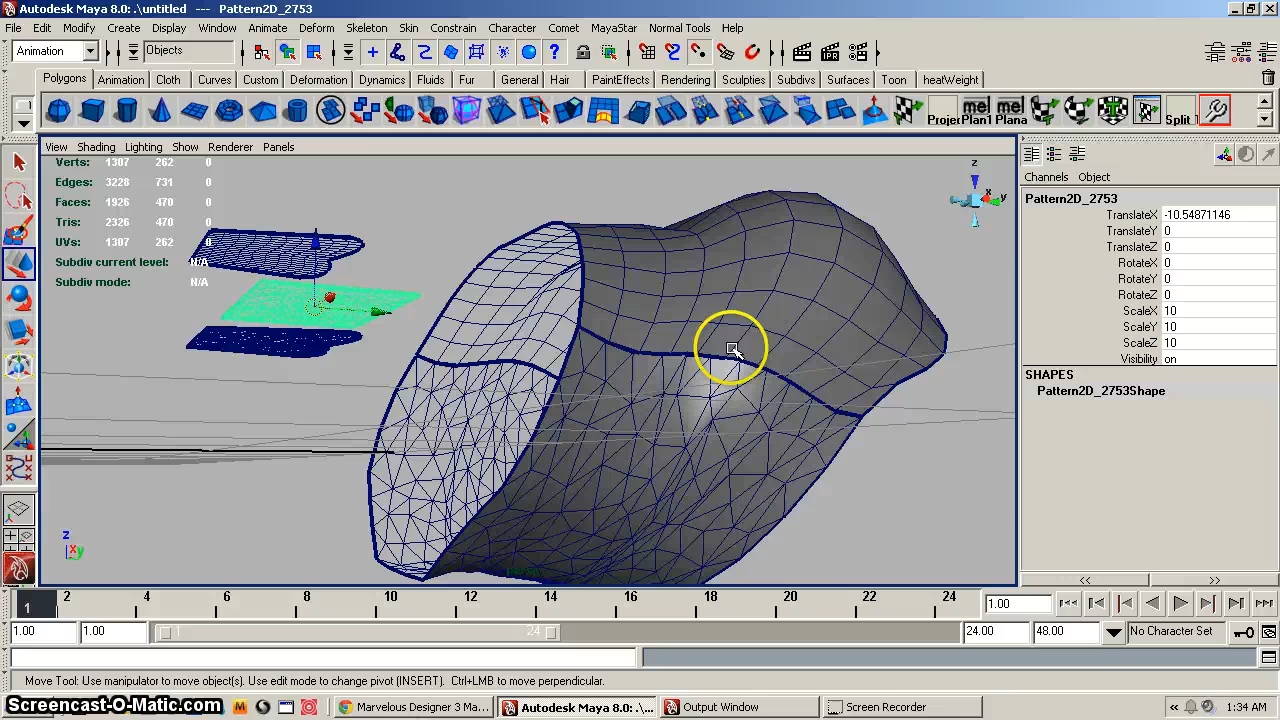 Autodesk Maya 8.0: .\untitled --- Pattern2D_2753
File Edit Modify Create Display Window Animate Deform Skeleton Skin Constrain Character Comet MayaStar Normal Tools Help
Animation Objects
Polygons Animation Cloth Curves Custom Deformation Dynamics Fluids Fur General Hair PaintEffects Rendering Sculptes Subdivs Surfaces Toon heatWeight
mel mel
Projer Plan1 Plana Split
View Shading Lighting Show Renderer Panels
Verts: 1307 262 0
Edges: 3228 731 0
Faces: 1926 470 0
Tris: 2326 470 0
UVs: 1307 262 0
Subdiv current level: N/A
Subdiv mode: N/A
z
x
y
z
x y
Channels Object
Pattern2D_2753
TranslateX -10.54871146
TranslateY 0
TranslateZ 0
RotateX 0
RotateY 0
RotateZ 0
ScaleX 10
ScaleY 10
ScaleZ 10
Visibility on
SHAPES
Pattern2D_2753Shape
<< >>
1 2 4 6 8 10 12 14 16 18 20 22 24 1.00
1.00 1.00 1 24 24.00 48.00 No Character Set
Move Tool: Use manipulator to move object(s). Use edit mode to change pivot (INSERT). Ctrl+LMB to move perpendicular.
Screencast-O-Matic.com Marvelous Designer 3 Ma... Autodesk Maya 8.0: .\... Output Window Screen Recorder 1:34 AM